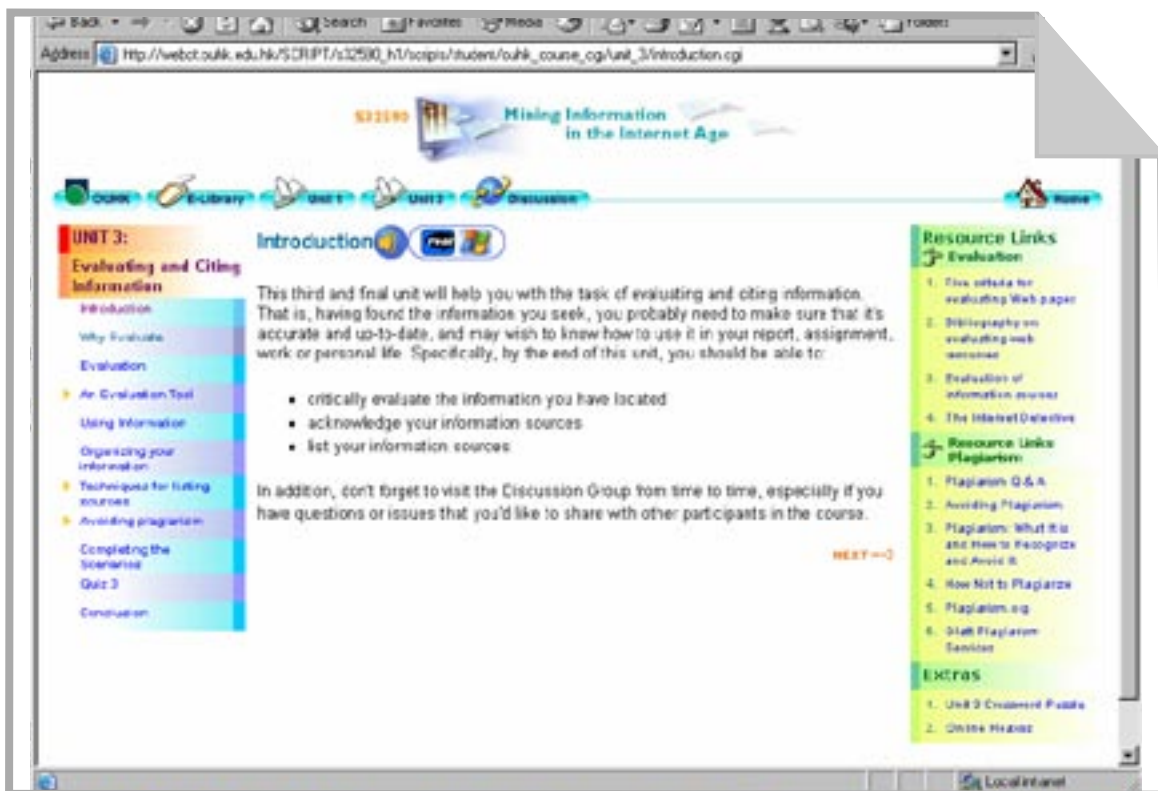 Back Search Favorites Media
Address http://webct.ouhk.edu.hk/SCRIPT/s32590_h1/scripts/student/ouhk_course_cgi/unit_3/introduction.cgi
S32590 Mining Information
in the Internet Age
OUHK E-Library Unit 1 Unit 2 Discussion Home
UNIT 3:
Evaluating and Citing
Information
Introduction
Why Evaluate
Evaluation
An Evaluation Tool
Using Information
Organizing your
information
Techniques for listing
sources
Avoiding plagiarism
Completing the
Scenarios
Quiz 3
Conclusion
Introduction real
This third and final unit will help you with the task of evaluating and citing information.
That is, having found the information you seek, you probably need to make sure that it's
accurate and up-to-date, and may wish to know how to use it in your report, assignment,
work or personal life. Specifically, by the end of this unit, you should be able to:
• critically evaluate the information you have located
• acknowledge your information sources
• list your information sources
In addition, don't forget to visit the Discussion Group from time to time, especially if you
have questions or issues that you'd like to share with other participants in the course.
NEXT
Resource Links
Evaluation
1. Five criteria for
evaluating Web paper
2. Bibliography on
evaluating web
resources
3. Evaluation of
information sources
4. The Internet Detective
Resource Links
Plagiarism
1. Plagiarism Q & A
2. Avoiding Plagiarism
3. Plagiarism: What It is
and How to Recognize
and Avoid It
4. How Not to Plagiarize
5. Plagiarism.org
6. Glatt Plagiarism
Services
Extras
1. Unit 3 Crossword Puzzle
2. Online
Local intranet